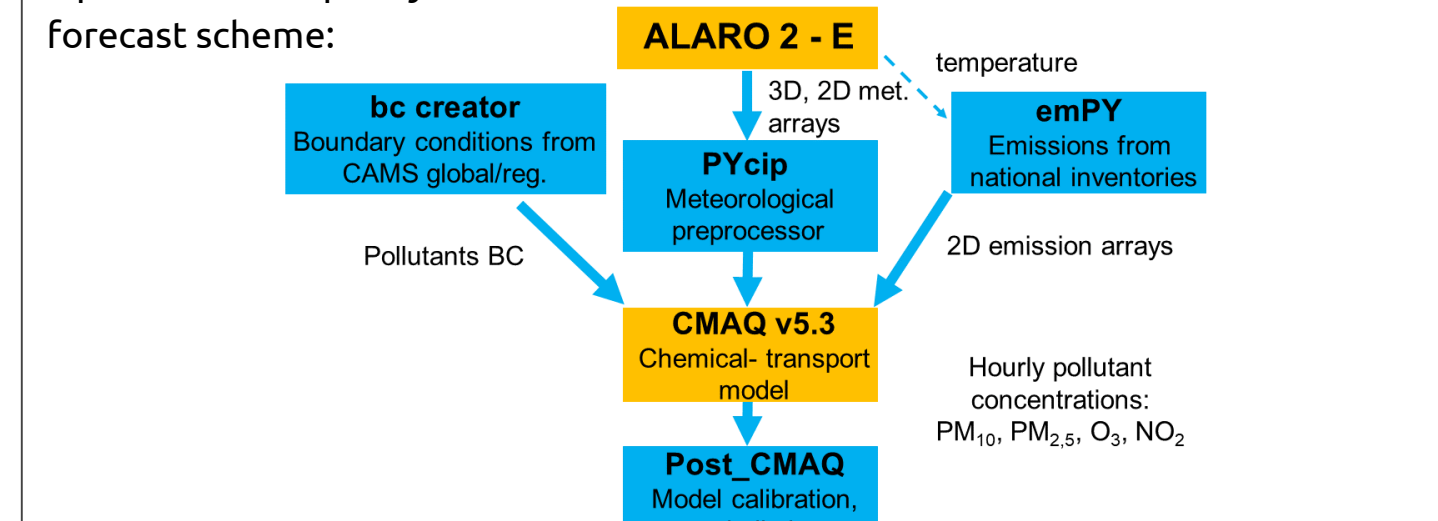 forecast scheme:
ALARO 2 - E
temperature
3D, 2D met.
arrays
bc creator
Boundary conditions from
CAMS global/reg.
emPY
Emissions from
national inventories
PYcip
Meteorological
preprocessor
Pollutants BC
2D emission arrays
CMAQ v5.3
Chemical- transport
model
Hourly pollutant
concentrations:
PM₁₀, PM₂,₅, O₃, NO₂
Post_CMAQ
Model calibration,